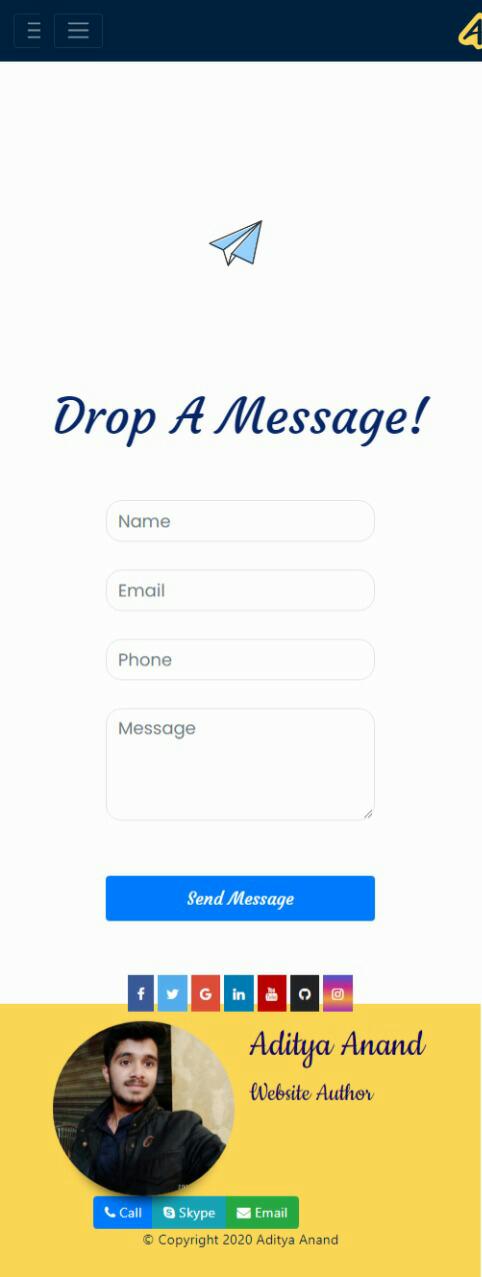 A
Drop A Message!
Name
Email
Phone
Message
Send Message
Aditya Anand
Website Author
Call Skype Email
© Copyright 2020 Aditya Anand